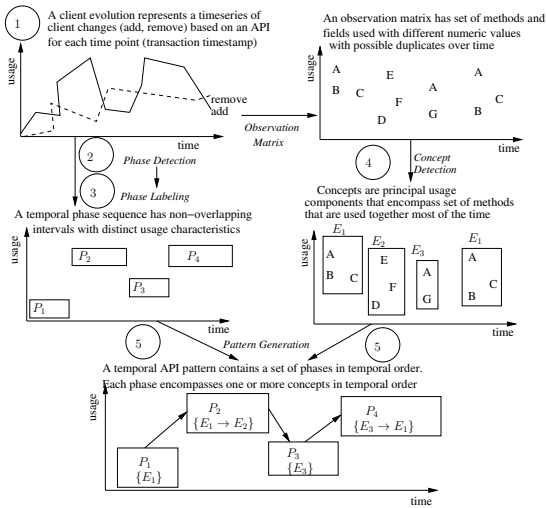 1
A client evolution represents a timeseries of
client changes (add, remove) based on an API
for each time point (transaction timestamp)
usage
remove
add
time
An observation matrix has set of methods and
fields used with different numeric values
with possible duplicates over time
usage
A
B
C
E
F
D
A
G
A
C
B
time
Observation
Matrix
2
Phase Detection
3
Phase Labeling
4
Concept
Detection
A temporal phase sequence has non-overlapping
intervals with distinct usage characteristics
usage
P1
P2
P3
P4
time
Concepts are principal usage
components that encompass set of methods
that are used together most of the time
usage
E1
A
B
C
E2
E
F
D
E3
A
G
E1
A
C
B
time
5
Pattern Generation
5
A temporal API pattern contains a set of phases in temporal order.
Each phase encompasses one or more concepts in temporal order
usage
P1
{E1}
P2
{E1 → E2}
P3
{E3}
P4
{E3 → E1}
time